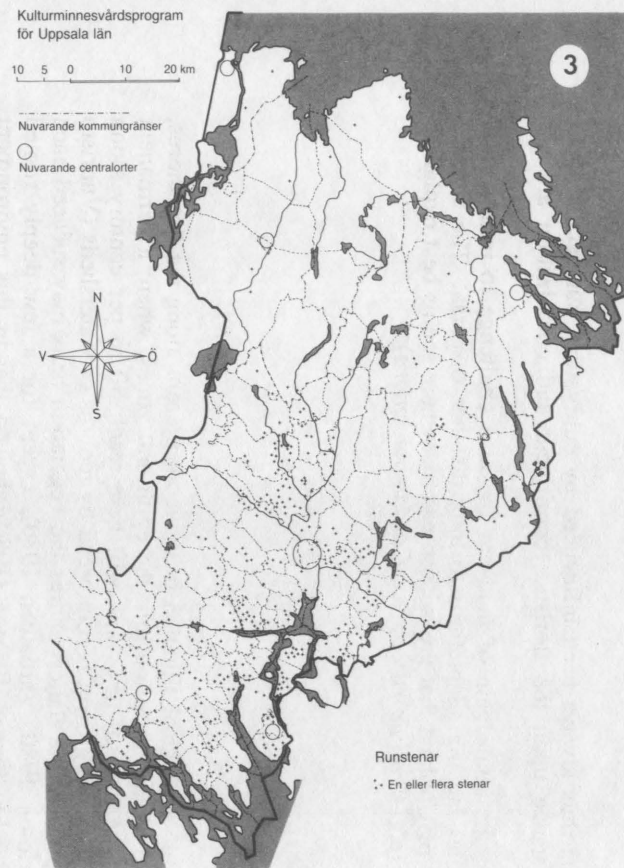 Kulturminnesvårdsprogram
för Uppsala län
10 5 0 10 20 km
Nuvarande kommungränser
Nuvarande centralorter
3
N
V Ö
S
Runstenar
En eller flera stenar